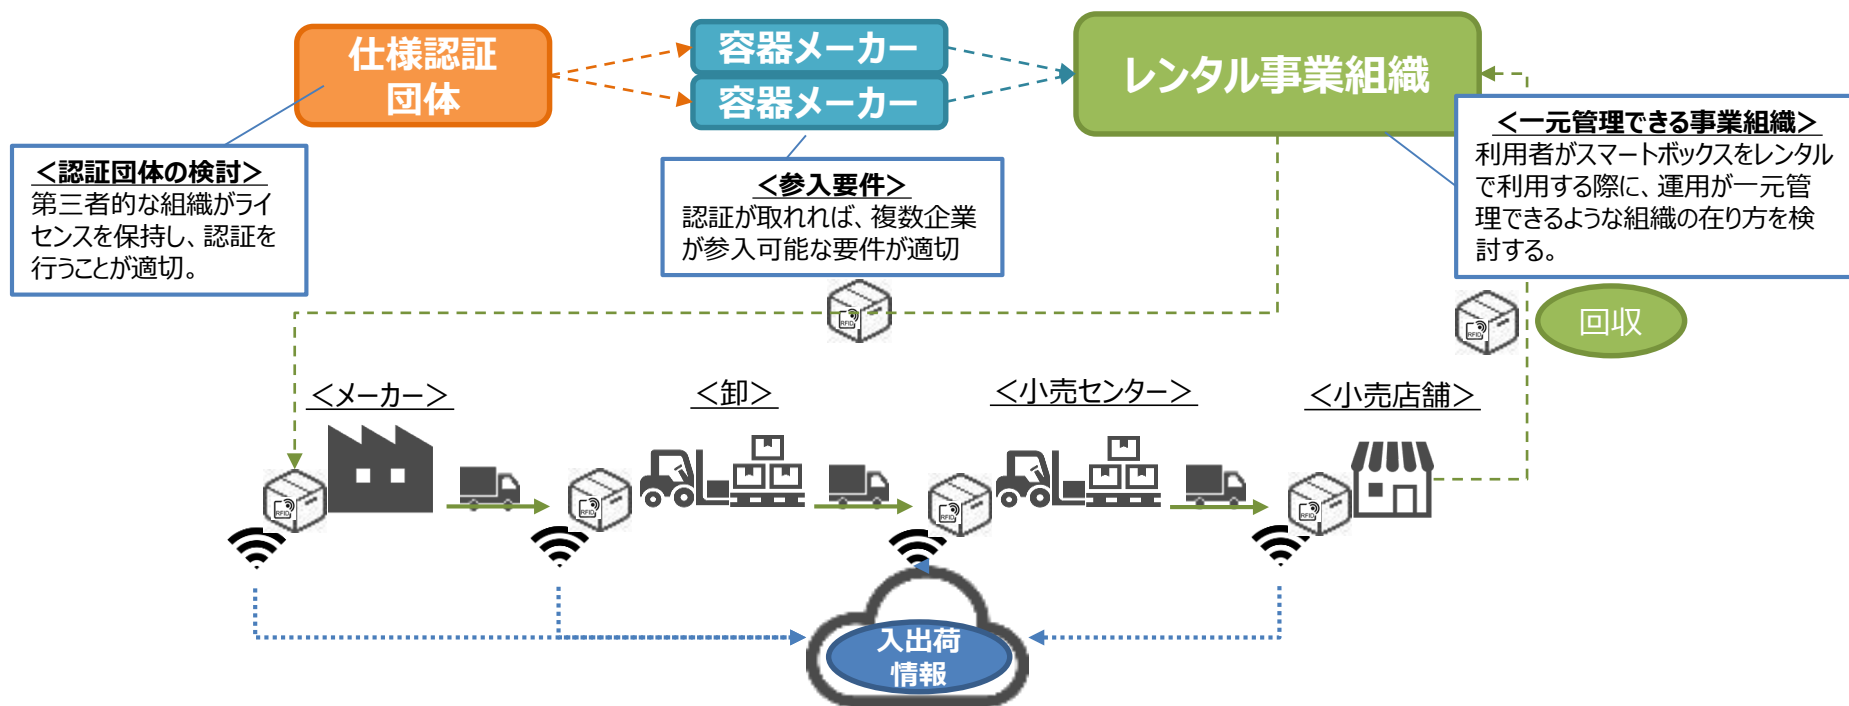 仕様認証
団体
容器メーカー
容器メーカー
レンタル事業組織
＜認証団体の検討＞
第三者的な組織がライ
センスを保持し、認証を
行うことが適切。
＜参入要件＞
認証が取れれば、複数企業
が参入可能な要件が適切
＜一元管理できる事業組織＞
利用者がスマートボックスをレンタル
で利用する際に、運用が一元管
理できるような組織の在り方を検
討する。
RFID
RFID
回収
＜メーカー＞
＜卸＞
＜小売センター＞
＜小売店舗＞
RFID
RFID
RFID
RFID
入出荷
情報